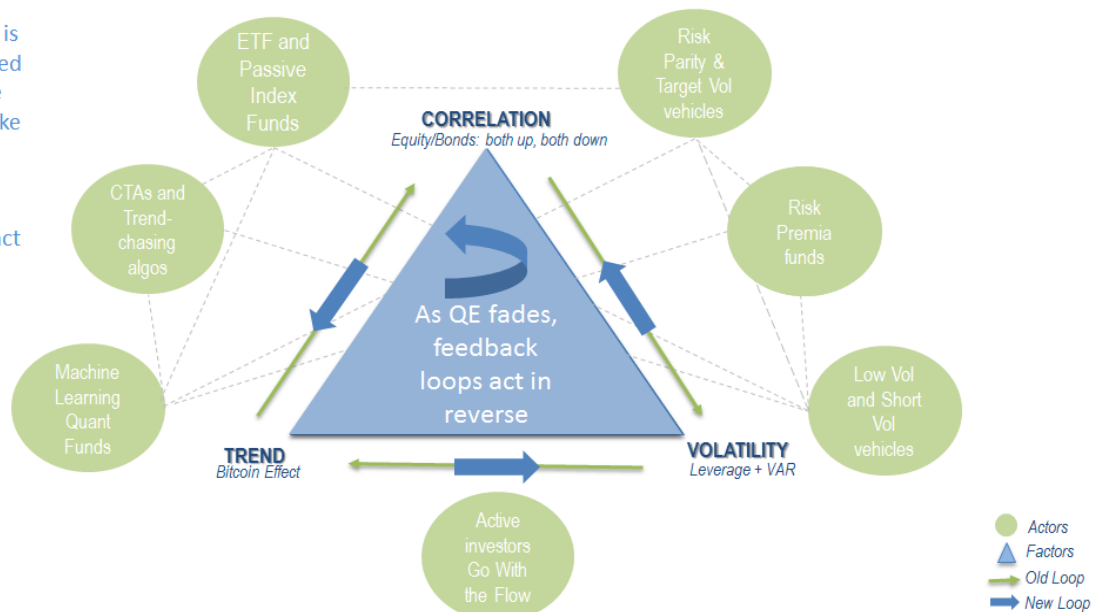 is
ed
e
ke
act
ETF and
Passive
Index
Funds
Risk
Parity &
Target Vol
vehicles
CORRELATION
Equity/Bonds: both up, both down
CTAs and
Trend-
chasing
algos
Risk
Premia
funds
As QE fades,
feedback
loops act in
reverse
Machine
Learning
Quant
Funds
Low Vol
and Short
Vol
vehicles
TREND
Bitcoin Effect
VOLATILITY
Leverage + VAR
Active
investors
Go With
the Flow
Actors
Factors
Old Loop
New Loop